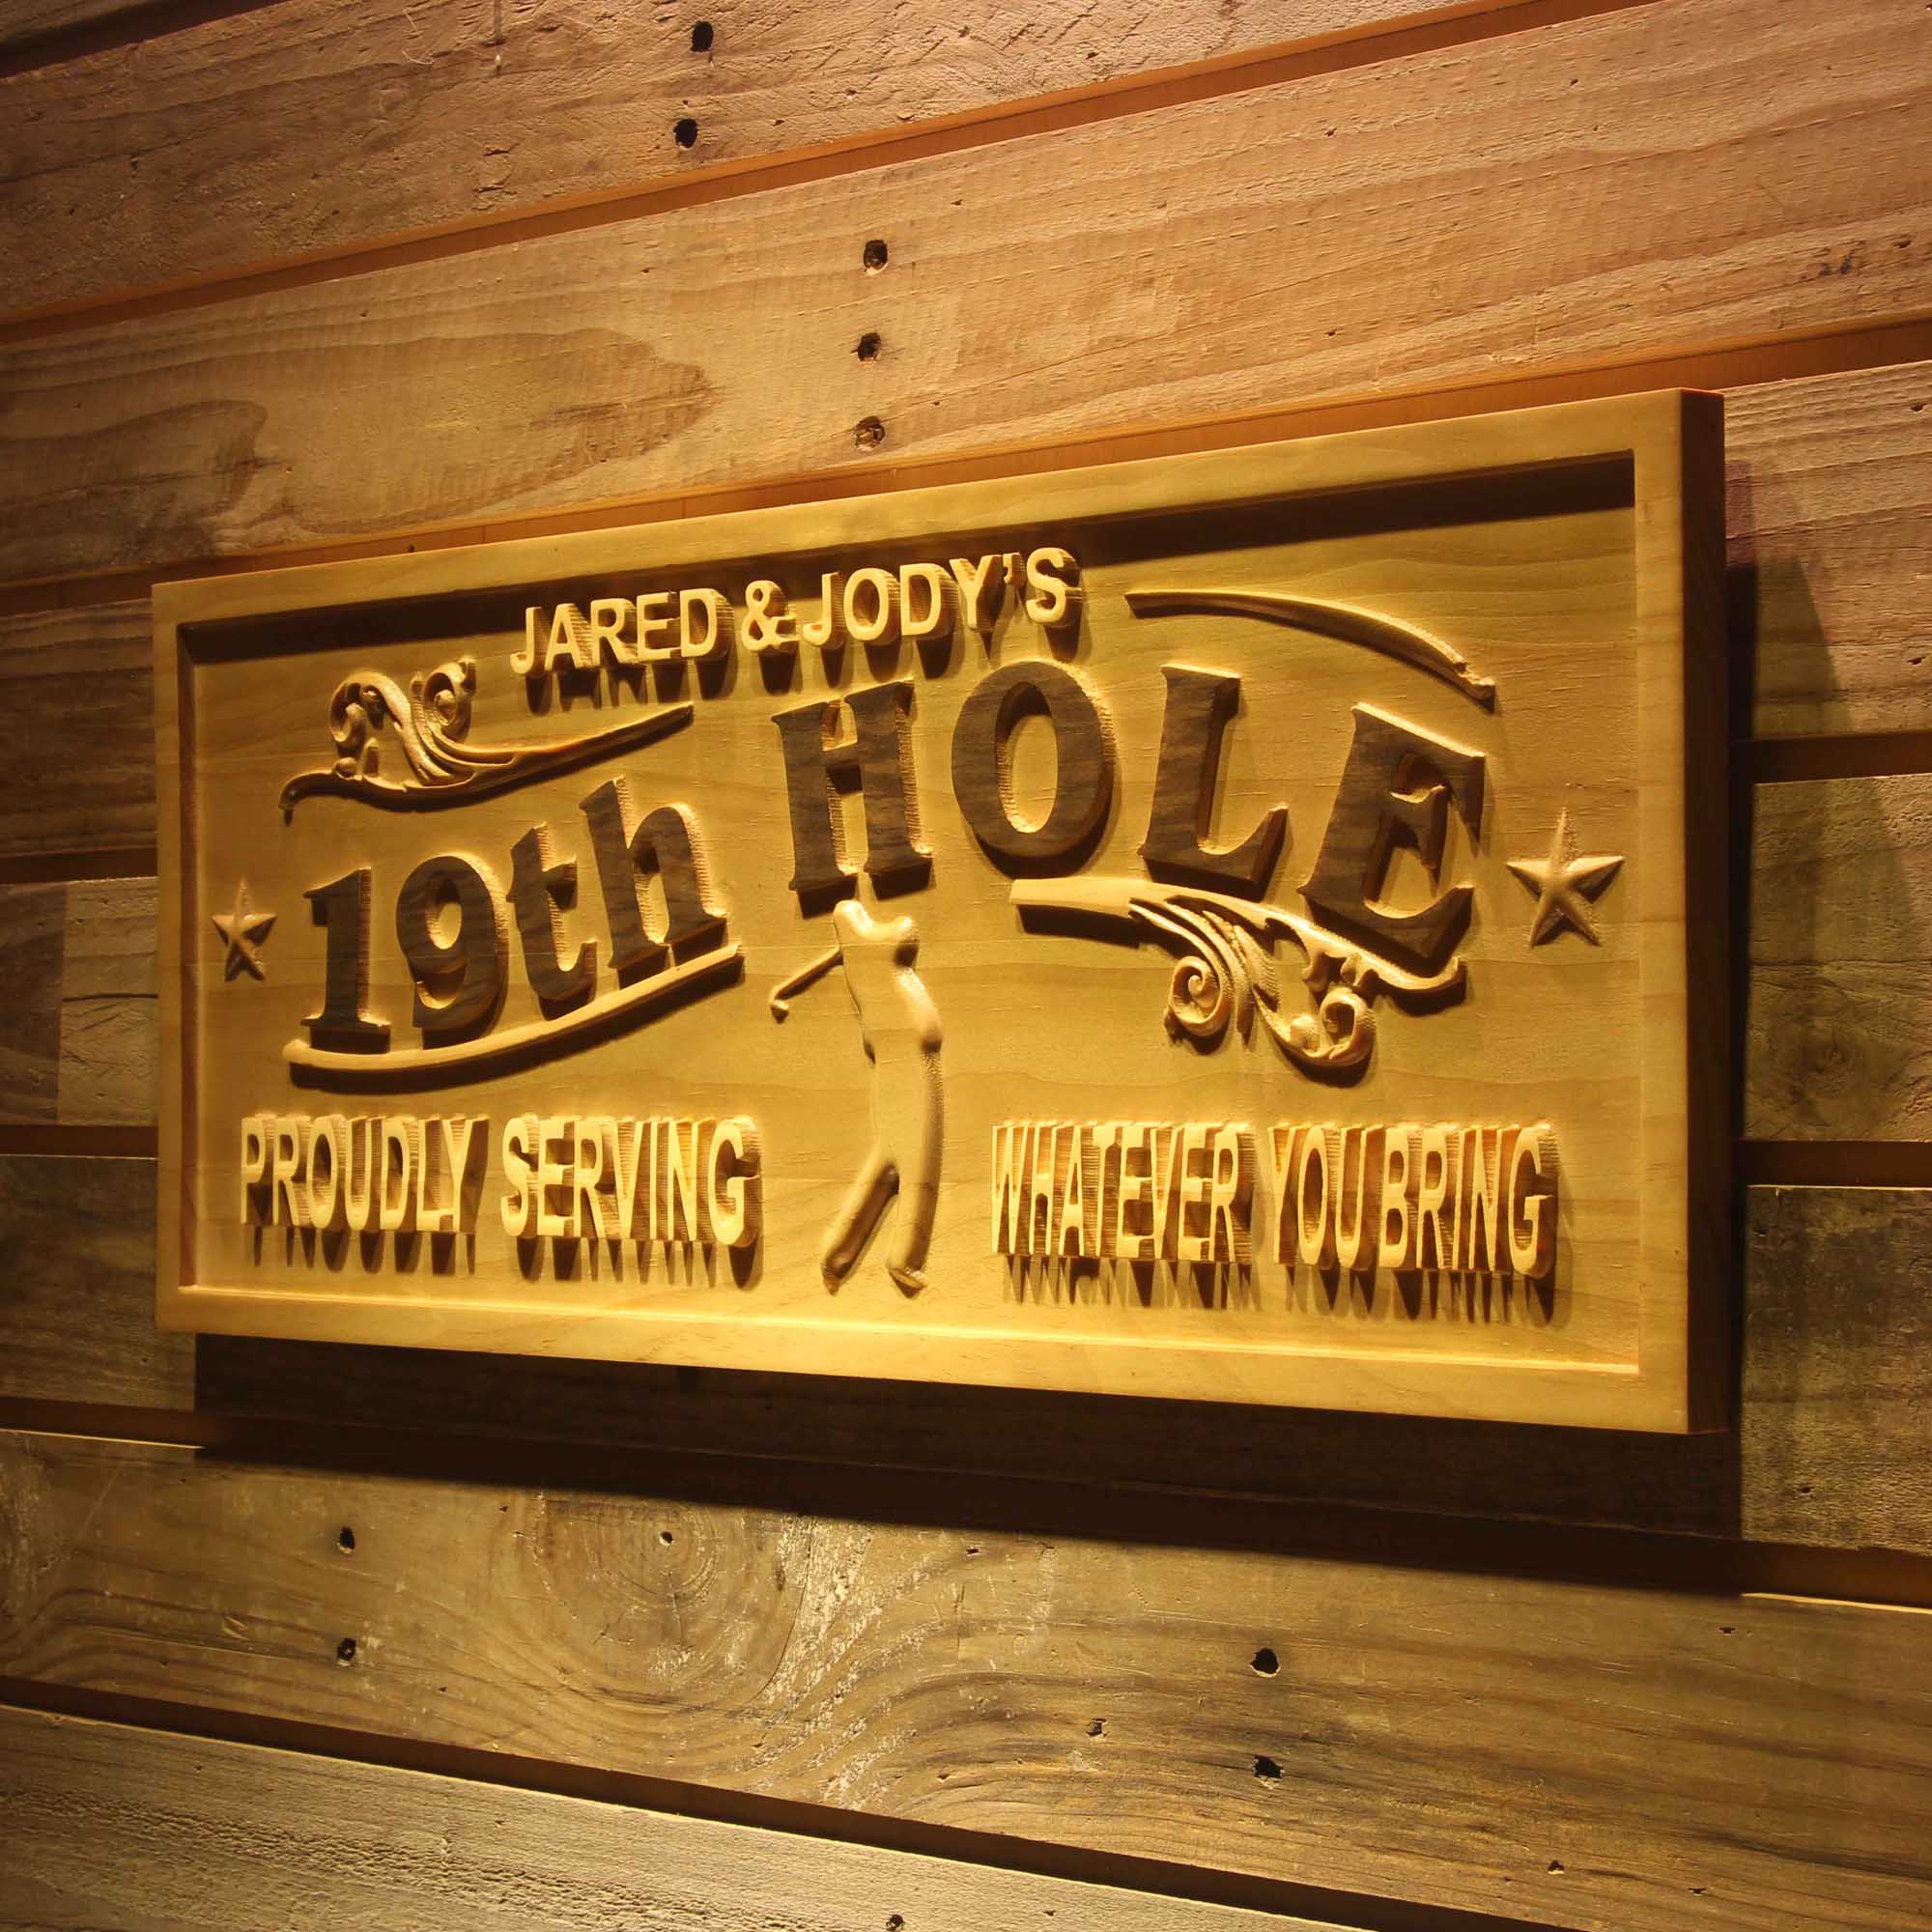 JARED & JODY'S
19th HOLE
PROUDLY SERVING WHATEVER YOU BRING